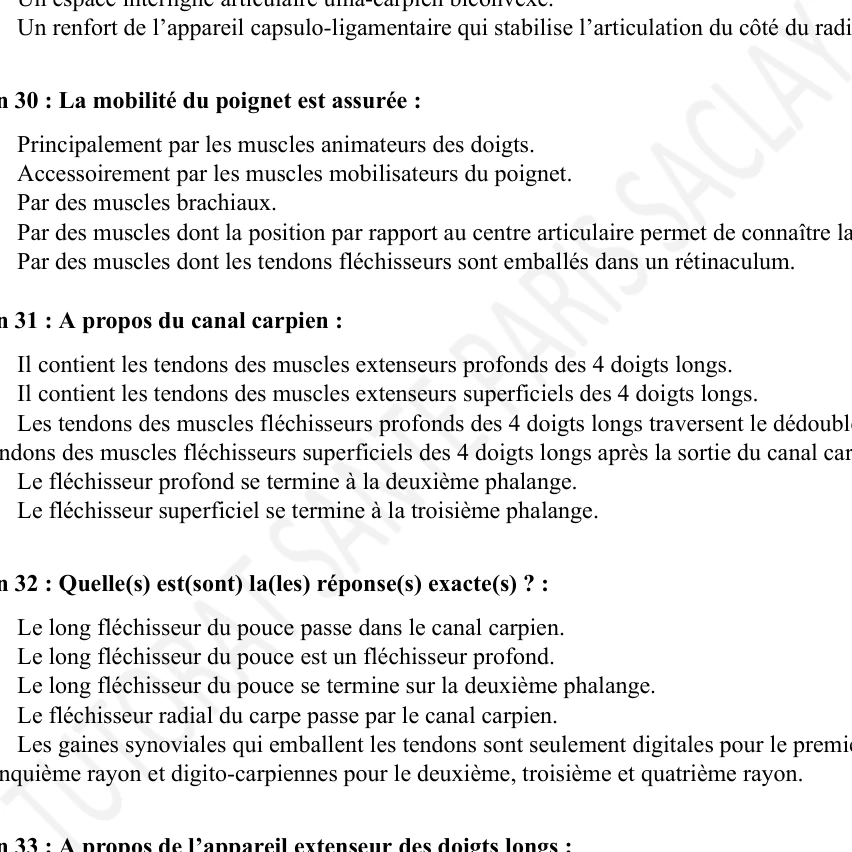 Un espace interligne articulaire ulna-carpien biconvexe.
Un renfort de l'appareil capsulo-ligamentaire qui stabilise l'articulation du côté du radi
n 30 : La mobilité du poignet est assurée :
Principalement par les muscles animateurs des doigts.
Accessoirement par les muscles mobilisateurs du poignet.
Par des muscles brachiaux.
Par des muscles dont la position par rapport au centre articulaire permet de connaître la
Par des muscles dont les tendons fléchisseurs sont emballés dans un rétinaculum.
n 31 : A propos du canal carpien :
Il contient les tendons des muscles extenseurs profonds des 4 doigts longs.
Il contient les tendons des muscles extenseurs superficiels des 4 doigts longs.
Les tendons des muscles fléchisseurs profonds des 4 doigts longs traversent le dédoubl
ndons des muscles fléchisseurs superficiels des 4 doigts longs après la sortie du canal car
Le fléchisseur profond se termine à la deuxième phalange.
Le fléchisseur superficiel se termine à la troisième phalange.
n 32 : Quelle(s) est(sont) la(les) réponse(s) exacte(s) ? :
Le long fléchisseur du pouce passe dans le canal carpien.
Le long fléchisseur du pouce est un fléchisseur profond.
Le long fléchisseur du pouce se termine sur la deuxième phalange.
Le fléchisseur radial du carpe passe par le canal carpien.
Les gaines synoviales qui emballent les tendons sont seulement digitales pour le premi
nquième rayon et digito-carpiennes pour le deuxième, troisième et quatrième rayon.
n 33 : A propos de l'appareil extenseur des doigts longs :
TUTORAT SANTE PARIS SACLAY